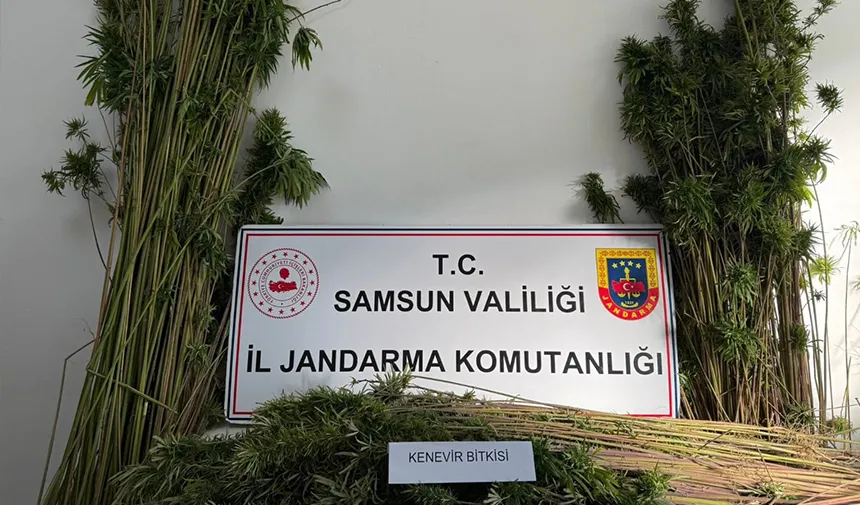 T.C.
SAMSUN VALİLİĞİ
İL JANDARMA KOMUTANLIĞI
JANDARMA
KENEVİR BİTKİSİ